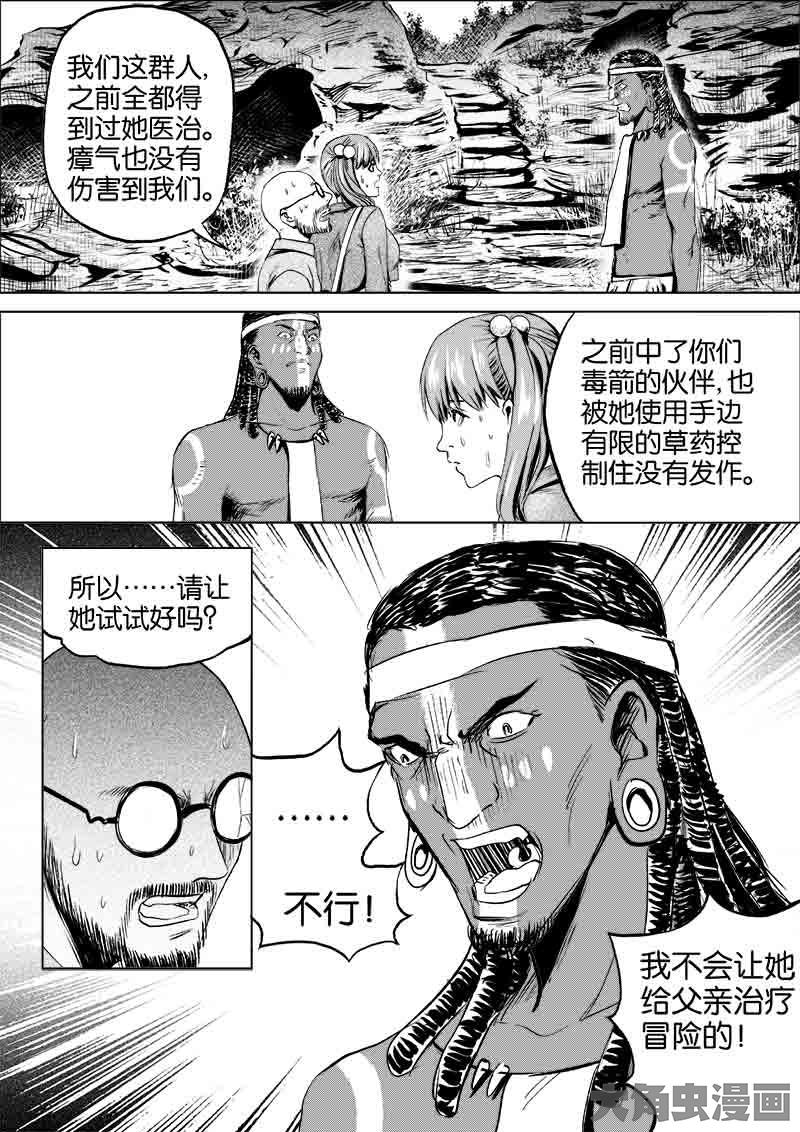 我们这群人,
之前全都得
到过她医治。
瘴气也没有
伤害到我们。
之前中了你们
毒箭的伙伴,也
被她使用手边
有限的草药控
制住没有发作。
所以……请让
她试试好吗?
……
不行!
我不会让她
给父亲治疗
冒险的!
大角虫漫画